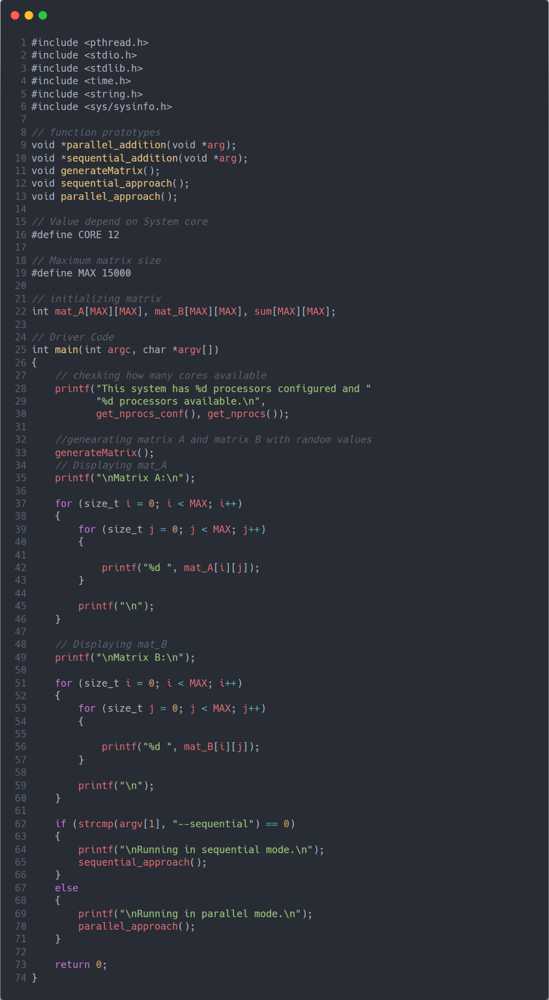 1 #include <pthread.h>
2 #include <stdio.h>
3 #include <stdlib.h>
4 #include <time.h>
5 #include <string.h>
6 #include <sys/sysinfo.h>
7
8 // function prototypes
9 void *parallel_addition(void *arg);
10 void *sequential_addition(void *arg);
11 void generateMatrix();
12 void sequential_approach();
13 void parallel_approach();
14
15 // Value depend on System core
16 #define CORE 12
17
18 // Maximum matrix size
19 #define MAX 15000
20
21 // initializing matrix
22 int mat_A[MAX][MAX], mat_B[MAX][MAX], sum[MAX][MAX];
23
24 // Driver Code
25 int main(int argc, char *argv[])
26 {
27     // chexking how many cores available
28     printf("This system has %d processors configured and "
29            "%d processors available.\n",
30            get_nprocs_conf(), get_nprocs());
31
32     //genearating matrix A and matrix B with random values
33     generateMatrix();
34     // Displaying mat_A
35     printf("\nMatrix A:\n");
36
37     for (size_t i = 0; i < MAX; i++)
38     {
39         for (size_t j = 0; j < MAX; j++)
40         {
41
42             printf("%d ", mat_A[i][j]);
43         }
44
45         printf("\n");
46     }
47
48     // Displaying mat_B
49     printf("\nMatrix B:\n");
50
51     for (size_t i = 0; i < MAX; i++)
52     {
53         for (size_t j = 0; j < MAX; j++)
54         {
55
56             printf("%d ", mat_B[i][j]);
57         }
58
59         printf("\n");
60     }
61
62     if (strcmp(argv[1], "--sequential") == 0)
63     {
64         printf("\nRunning in sequential mode.\n");
65         sequential_approach();
66     }
67     else
68     {
69         printf("\nRunning in parallel mode.\n");
70         parallel_approach();
71     }
72
73     return 0;
74 }